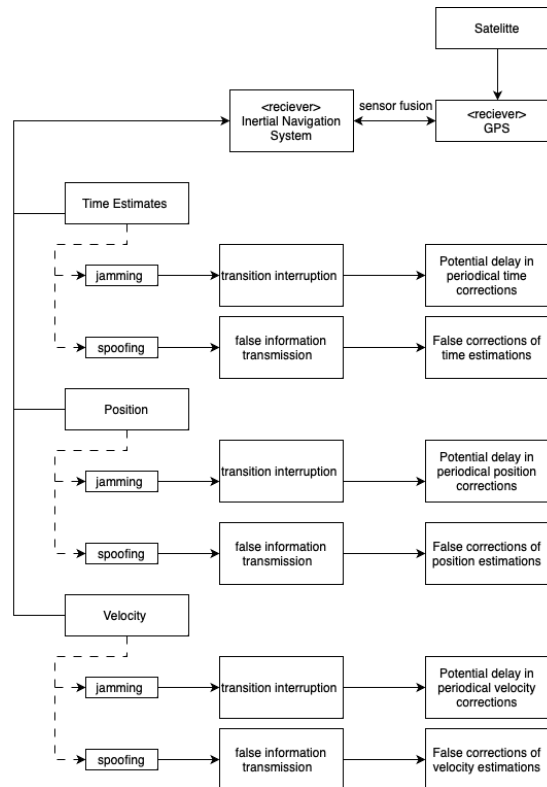 Satelitte
<reciever>
Inertial Navigation
System
sensor fusion
<reciever>
GPS
Time Estimates
jamming
transition interruption
Potential delay in
periodical time
corrections
spoofing
false information
transmission
False corrections of
time estimations
Position
jamming
transition interruption
Potential delay in
periodical position
corrections
spoofing
false information
transmission
False corrections of
position estimations
Velocity
jamming
transition interruption
Potential delay in
periodical velocity
corrections
spoofing
false information
transmission
False corrections of
velocity estimations